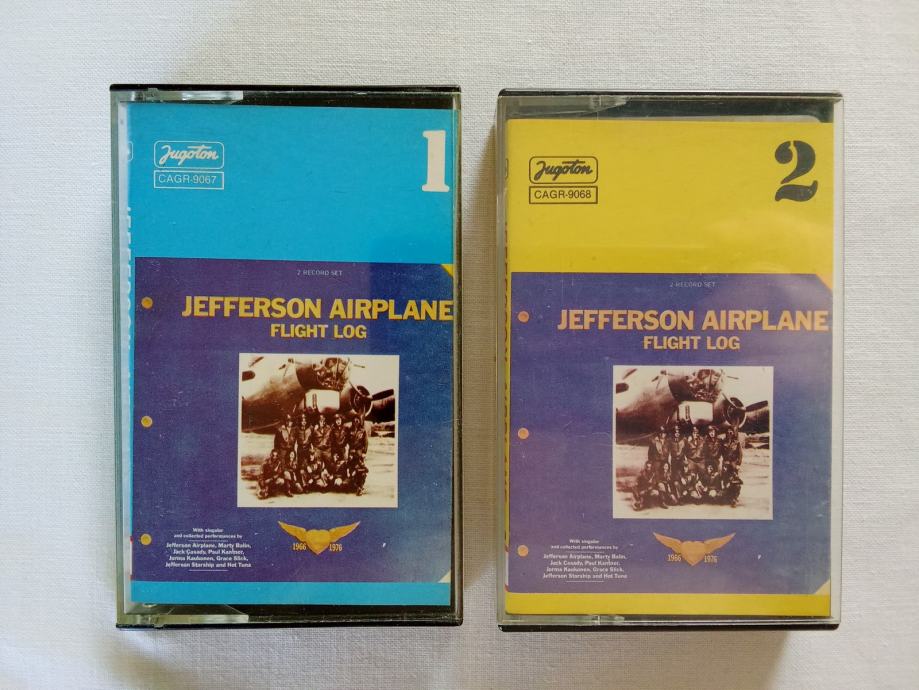 Jugoton
CAGR-9067
1
2 RECORD SET
JEFFERSON AIRPLANE
FLIGHT LOG
With singular
and collected performances by
Jefferson Airplane, Marty Balin,
Jack Casady, Paul Kantner,
Jorma Kaukonen, Grace Slick,
Jefferson Starship and Hot Tuna
1966 1976
Jugoton
CAGR-9068
2
2 RECORD SET
JEFFERSON AIRPLANE
FLIGHT LOG
With singular
and collected performances by
Jefferson Airplane, Marty Balin,
Jack Casady, Paul Kantner,
Jorma Kaukonen, Grace Slick,
Jefferson Starship and Hot Tuna
1966 1976